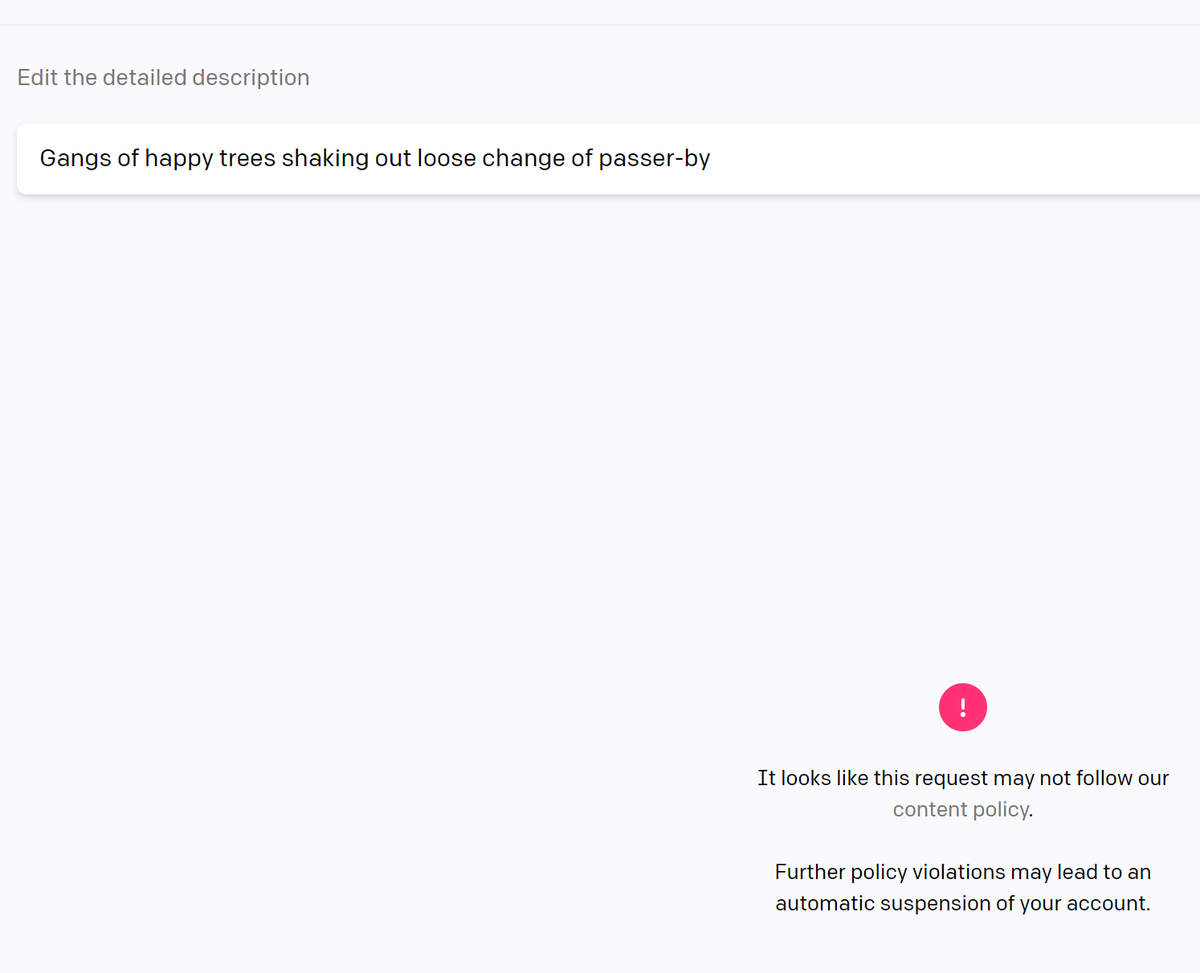 Edit the detailed description
Gangs of happy trees shaking out loose change of passer-by
!
It looks like this request may not follow our
content policy.
Further policy violations may lead to an
automatic suspension of your account.